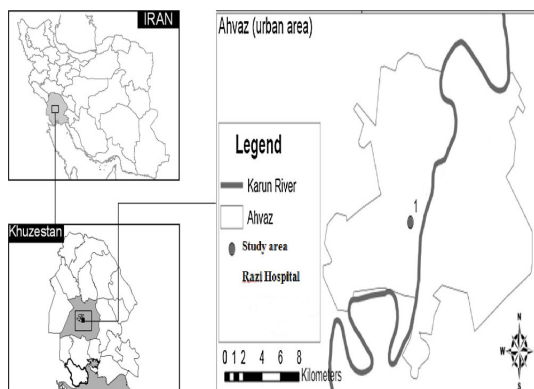 IRAN
Khuzestan
Ahvaz (urban area)
Legend
Karun River
Ahvaz
Study area
Razi Hospital
0 1 2 4 6 8
Kilometers
1
N
W
E
S